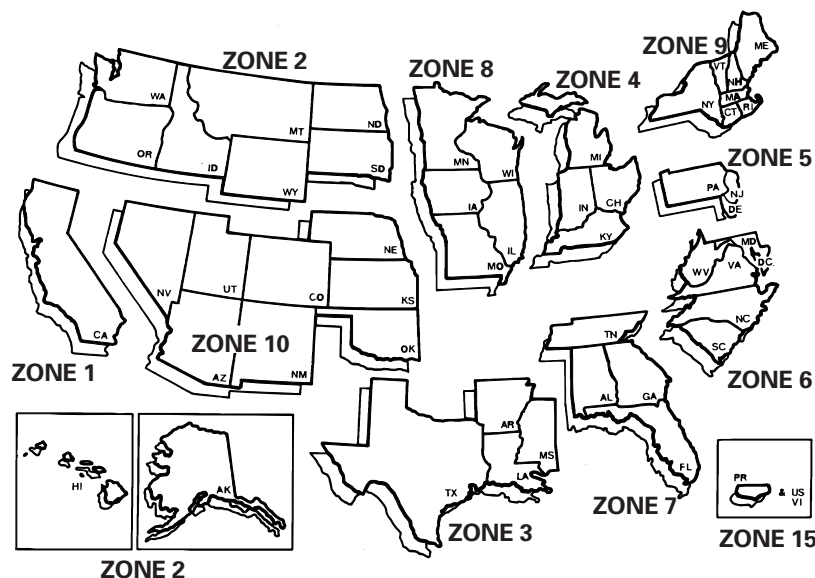 ZONE 2
WA
OR
ID
MT
WY
ND
SD
ZONE 8
MN
IA
WI
IL
MO
ZONE 4
MI
IN
CH
KY
ZONE 9
ME
VT
NH
MA
NY
CT
RI
ZONE 5
PA
NJ
DE
CA
ZONE 1
NV
UT
CO
NE
KS
OK
ZONE 10
AZ
NM
MD
DC.
WV
VA
NC
SC
ZONE 6
TN
AL
GA
FL
ZONE 7
AR
MS
LA
TX
ZONE 3
HI
AK
ZONE 2
PR
& US
VI
ZONE 15